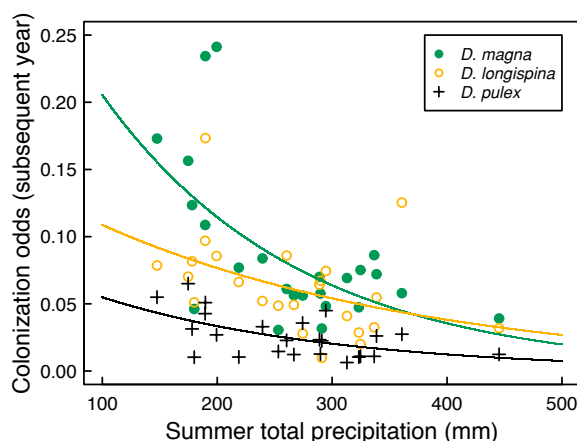 Colonization odds (subsequent year)
0.25
0.20
0.15
0.10
0.05
0.00
D. magna
D. longispina
D. pulex
100 200 300 400 500
Summer total precipitation (mm)